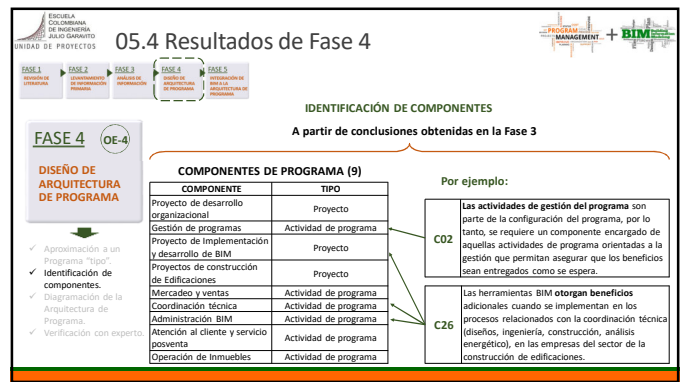 ESCUELA
COLOMBIANA
DE INGENIERÍA
JULIO GARAVITO
UNIDAD DE PROYECTOS
05.4 Resultados de Fase 4
PROGRAM
MANAGEMENT
+ BIM
FASE 1
REVISIÓN DE
LITERATURA
FASE 2
LEVANTAMIENTO
DE INFORMACIÓN
PRIMARIA
FASE 3
ANÁLISIS DE
INFORMACIÓN
FASE 4
DISEÑO DE
ARQUITECTURA
DE PROGRAMA
FASE 5
INTEGRACIÓN DE
BIM A LA
ARQUITECTURA DE
PROGRAMA
IDENTIFICACIÓN DE COMPONENTES
A partir de conclusiones obtenidas en la Fase 3
FASE 4 OE-4
DISEÑO DE
ARQUITECTURA
DE PROGRAMA
✓ Aproximación a un
Programa "tipo".
✓ Identificación de
componentes.
✓ Diagramación de la
Arquitectura de
Programa.
✓ Verificación con experto.
COMPONENTES DE PROGRAMA (9)
COMPONENTE TIPO
Proyecto de desarrollo
organizacional Proyecto
Gestión de programas Actividad de programa
Proyecto de Implementación
y desarrollo de BIM Proyecto
Proyectos de construcción
de Edificaciones Proyecto
Mercadeo y ventas Actividad de programa
Coordinación técnica Actividad de programa
Administración BIM Actividad de programa
Atención al cliente y servicio
posventa Actividad de programa
Operación de Inmuebles Actividad de programa
Por ejemplo:
C02
Las actividades de gestión del programa son
parte de la configuración del programa, por lo
tanto, se requiere un componente encargado de
aquellas actividades de programa orientadas a la
gestión que permitan asegurar que los beneficios
sean entregados como se espera.
C26
Las herramientas BIM otorgan beneficios
adicionales cuando se implementan en los
procesos relacionados con la coordinación técnica
(diseños, ingeniería, construcción, análisis
energético), en las empresas del sector de la
construcción de edificaciones.